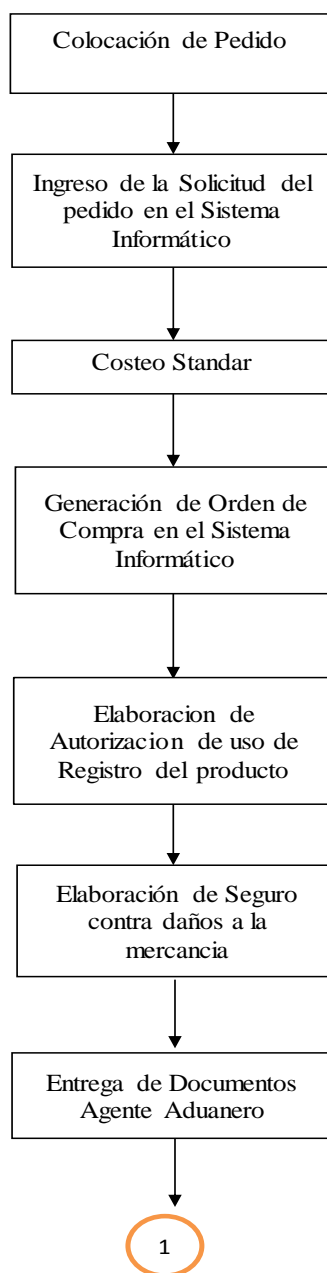 Colocación de Pedido
Ingreso de la Solicitud del
pedido en el Sistema
Informático
Costeo Standar
Generación de Orden de
Compra en el Sistema
Informático
Elaboracion de
Autorizacion de uso de
Registro del producto
Elaboración de Seguro
contra daños a la
mercancia
Entrega de Documentos
Agente Aduanero
1